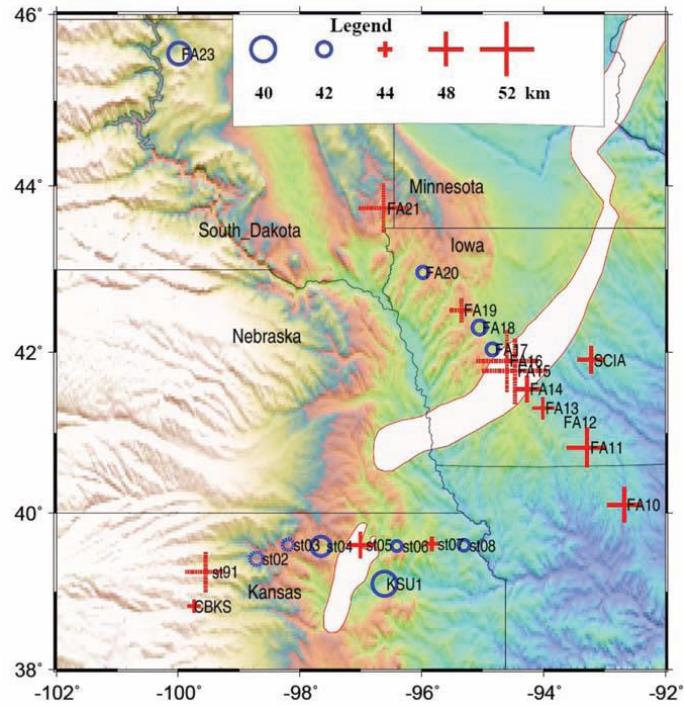 46°
44°
42°
40°
38°
Legend
40 42 44 48 52 km
FA23
Minnesota
FA21
South_Dakota
Iowa
FA20
FA19
Nebraska
FA18
FA17
FA16
SCIA
FA15
FA14
FA13
FA12
FA11
FA10
st03
st04
st05
st06
st07
st08
st02
st91
Kansas
KSU1
CBKS
-102° -100° -98° -96° -94° -92°